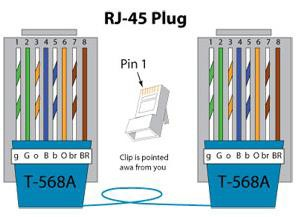 RJ-45 Plug
1 2 3 4 5 6 7 8
Pin 1
1 2 3 4 5 6 7 8
Clip is pointed
awa from you
g G o B b O br BR
g G o B b O br BR
T-568A
T-568A